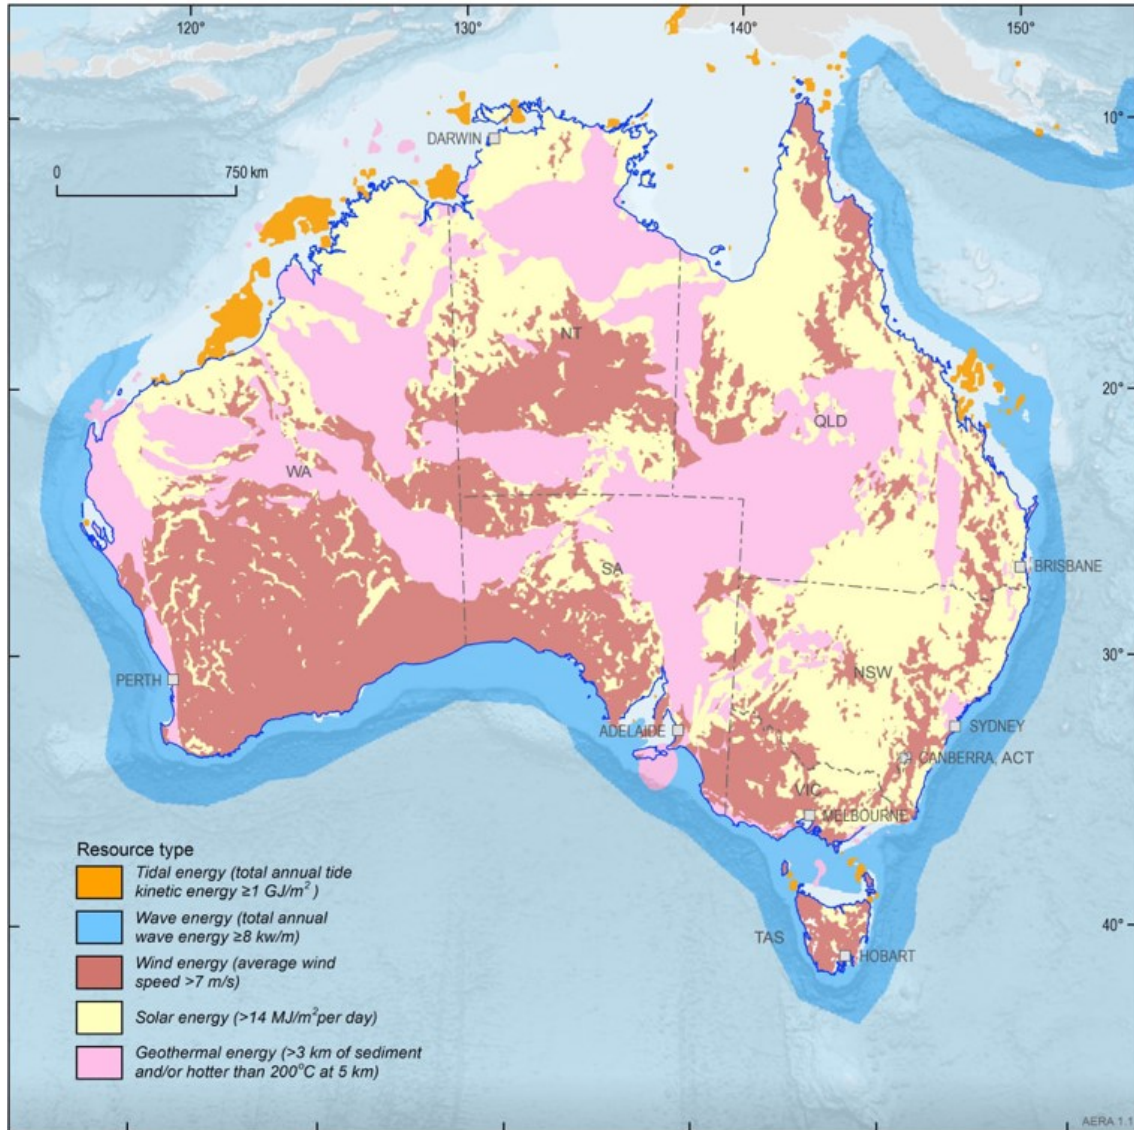 120°
130°
140°
150°
10°
DARWIN
0
750 km
NT
20°
QLD
WA
SA
BRISBANE
30°
PERTH
NSW
ADELAIDE
SYDNEY
CANBERRA, ACT
VIC
MELBOURNE
Resource type
Tidal energy (total annual tide
kinetic energy ≥1 GJ/m²)
Wave energy (total annual
wave energy ≥8 kw/m)
40°
TAS
HOBART
Wind energy (average wind
speed >7 m/s)
Solar energy (>14 MJ/m²per day)
Geothermal energy (>3 km of sediment
and/or hotter than 200°C at 5 km)
AERA 1.1